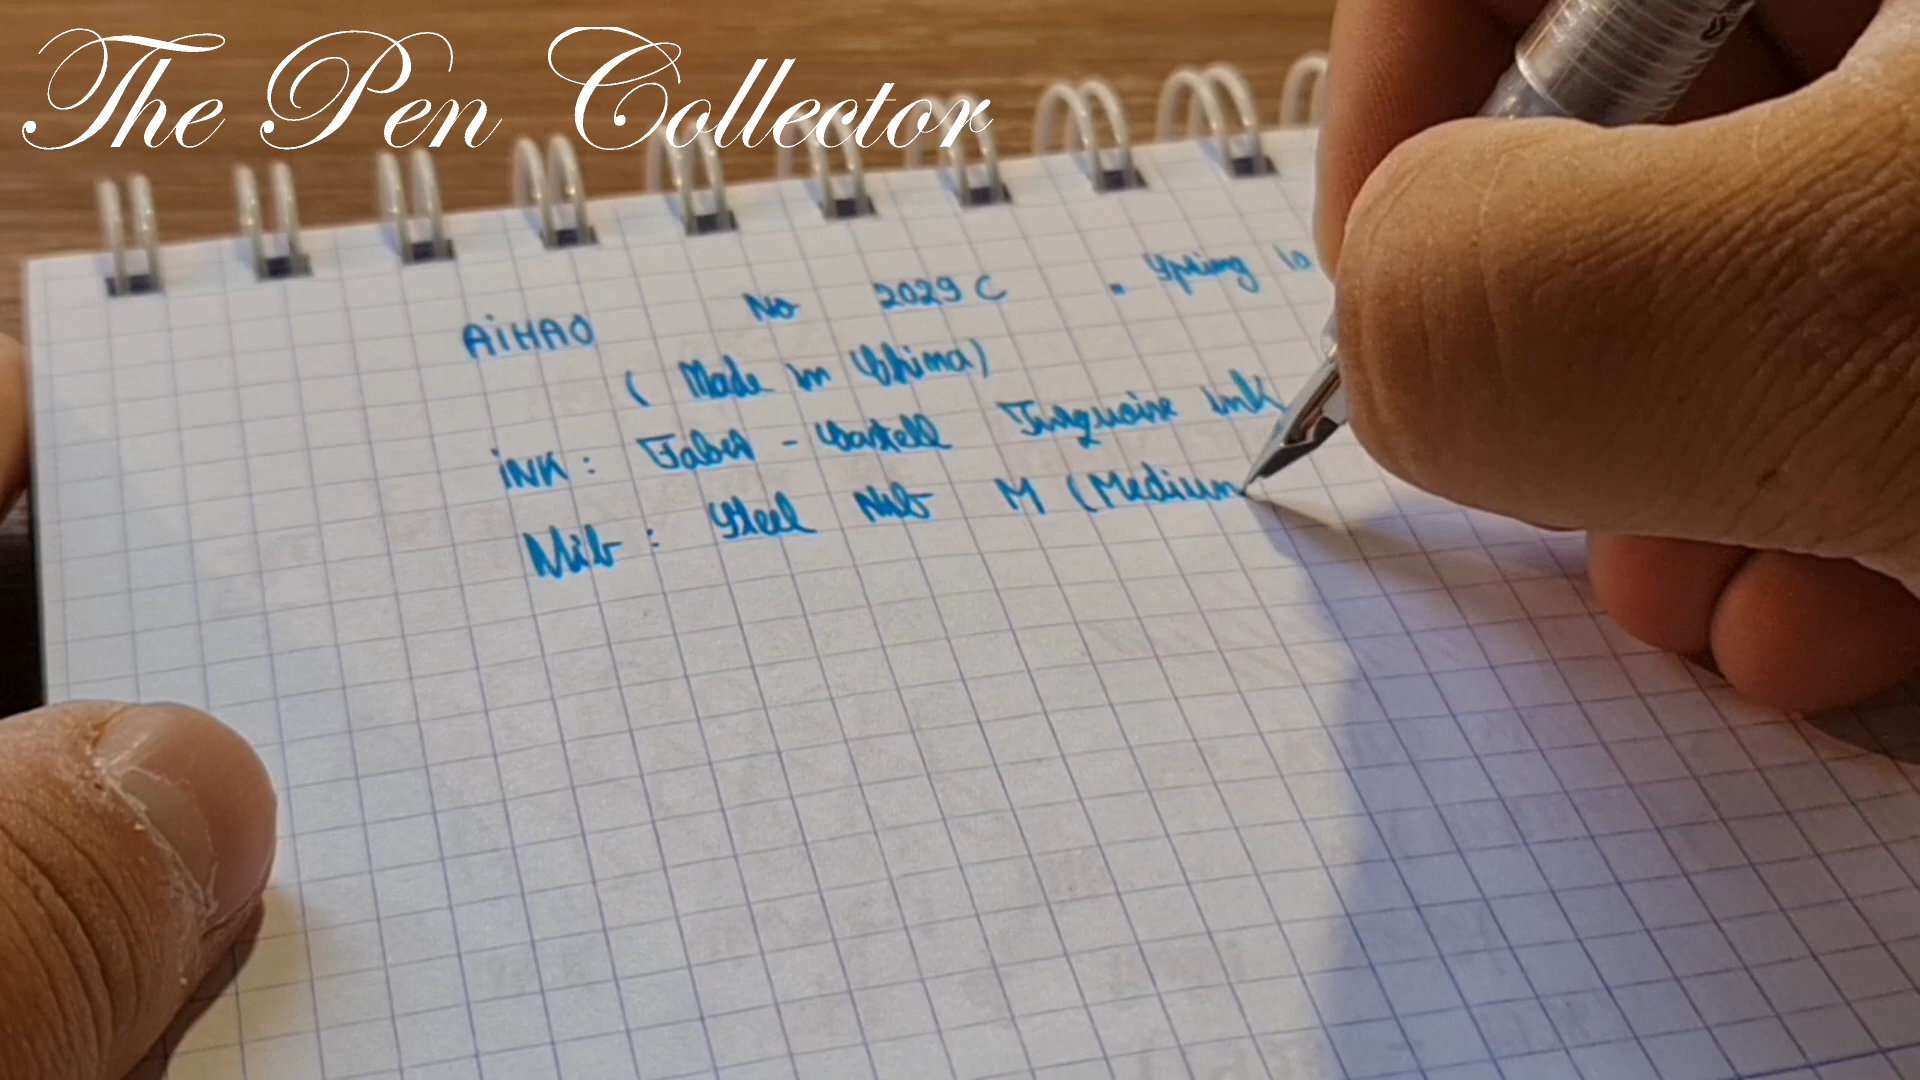 The Pen Collector
AiHAO No 2029 C . Spring 10
(Made in China)
iNK: Faber - Castell Turquoise ink
Nib: Steel Nib M (Medium